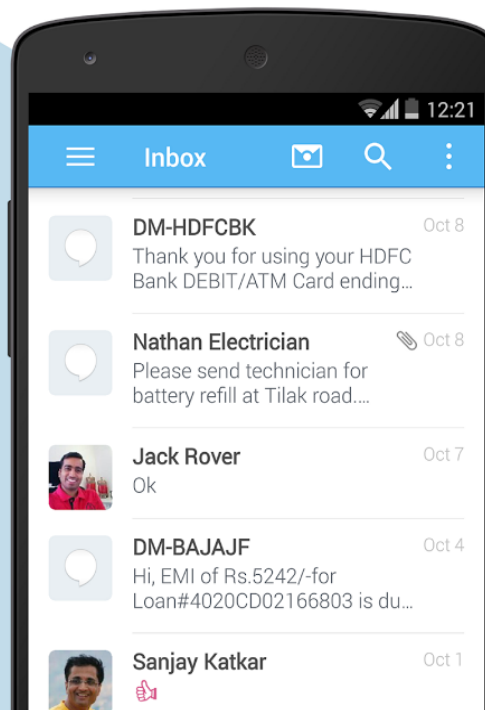 12:21
Inbox
DM-HDFCBK Oct 8
Thank you for using your HDFC
Bank DEBIT/ATM Card ending...
Nathan Electrician Oct 8
Please send technician for
battery refill at Tilak road....
Jack Rover Oct 7
Ok
DM-BAJAJF Oct 4
Hi, EMI of Rs.5242/-for
Loan#4020CD02166803 is du...
Sanjay Katkar Oct 1